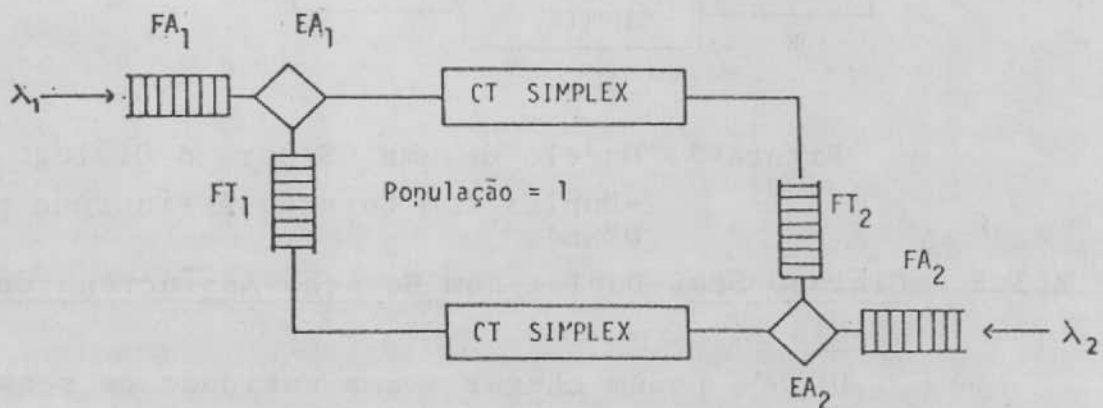 FA1
EA1
λ1
CT SIMPLEX
FT1
População = 1
FT2
FA2
CT SIMPLEX
λ2
EA2